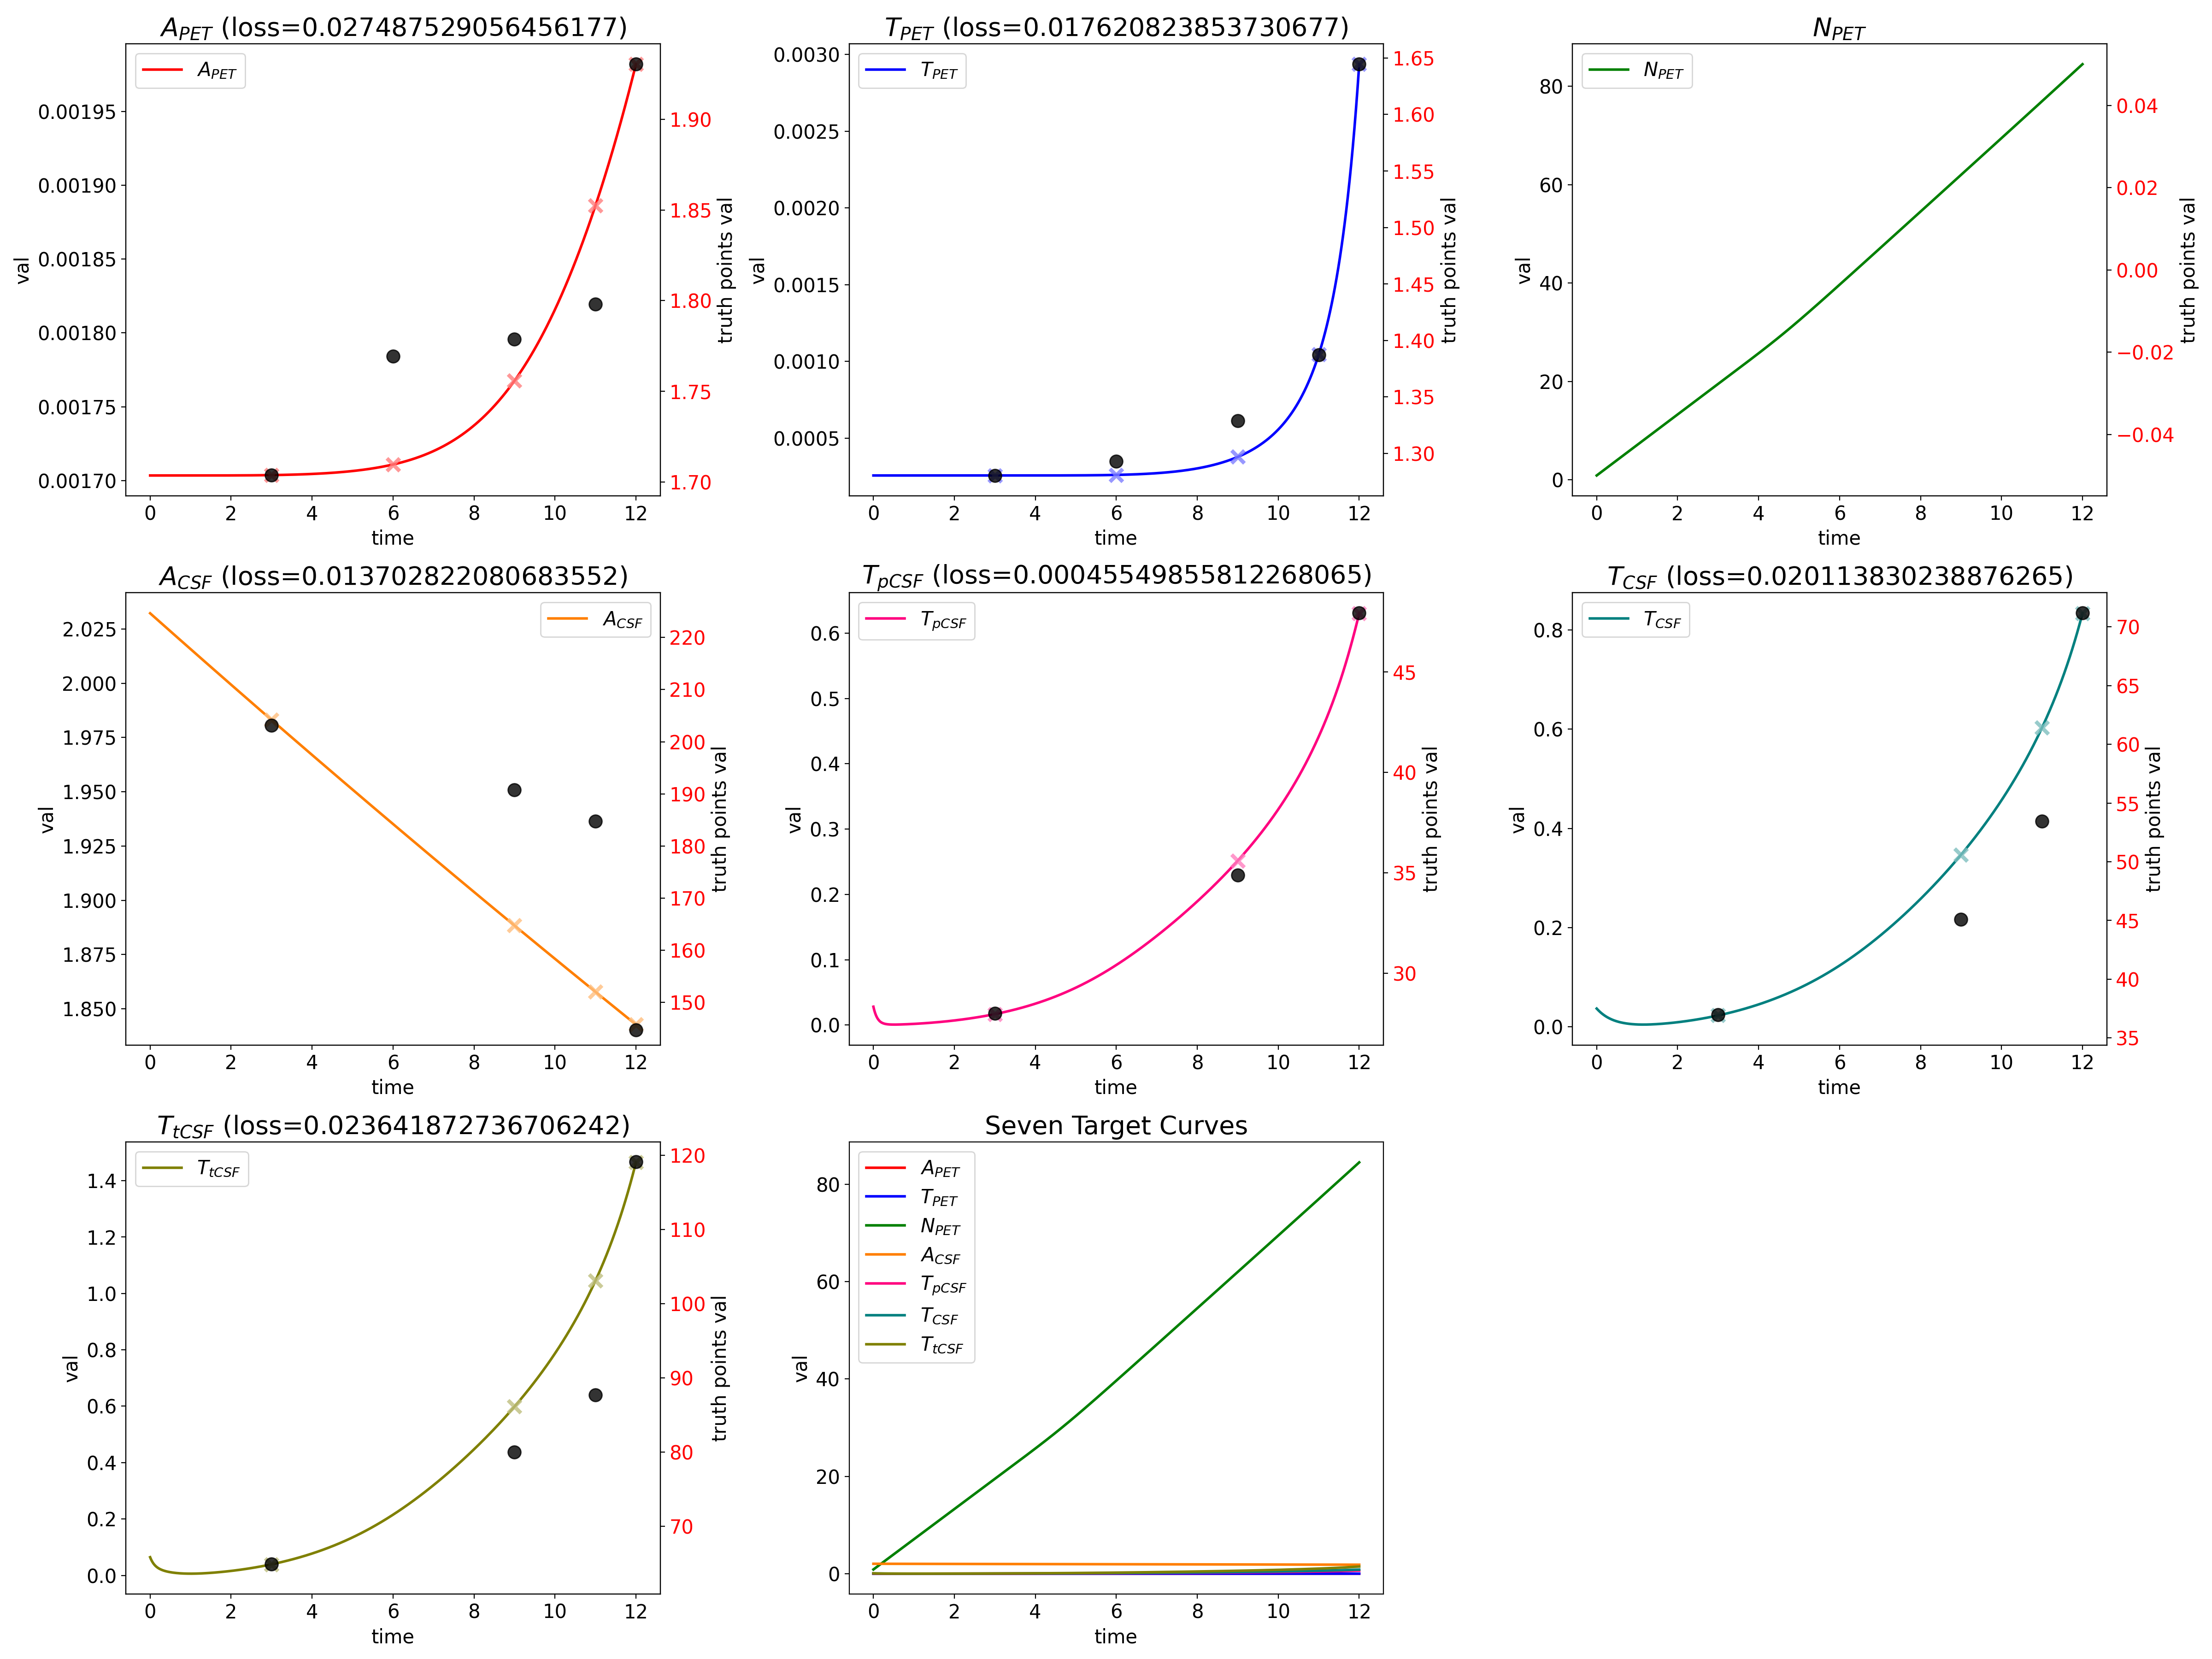 A_PET (loss=0.027487529056456177)
A_PET
0.00195
0.00190
0.00185
0.00180
0.00175
0.00170
val
1.90
1.85
1.80
1.75
1.70
truth points val
0 2 4 6 8 10 12
time
T_PET (loss=0.017620823853730677)
T_PET
0.0030
0.0025
0.0020
0.0015
0.0010
0.0005
val
1.65
1.60
1.55
1.50
1.45
1.40
1.35
1.30
truth points val
0 2 4 6 8 10 12
time
N_PET
N_PET
80
60
40
20
0
val
0.04
0.02
0.00
−0.02
−0.04
truth points val
0 2 4 6 8 10 12
time
A_CSF (loss=0.013702822080683552)
A_CSF
2.025
2.000
1.975
1.950
1.925
1.900
1.875
1.850
val
220
210
200
190
180
170
160
150
truth points val
0 2 4 6 8 10 12
time
T_pCSF (loss=0.00045549855812268065)
T_pCSF
0.6
0.5
0.4
0.3
0.2
0.1
0.0
val
45
40
35
30
truth points val
0 2 4 6 8 10 12
time
T_CSF (loss=0.020113830238876265)
T_CSF
0.8
0.6
0.4
0.2
0.0
val
70
65
60
55
50
45
40
35
truth points val
0 2 4 6 8 10 12
time
T_tCSF (loss=0.023641872736706242)
T_tCSF
1.4
1.2
1.0
0.8
0.6
0.4
0.2
0.0
val
120
110
100
90
80
70
truth points val
0 2 4 6 8 10 12
time
Seven Target Curves
A_PET
T_PET
N_PET
A_CSF
T_pCSF
T_CSF
T_tCSF
80
60
40
20
0
val
0 2 4 6 8 10 12
time